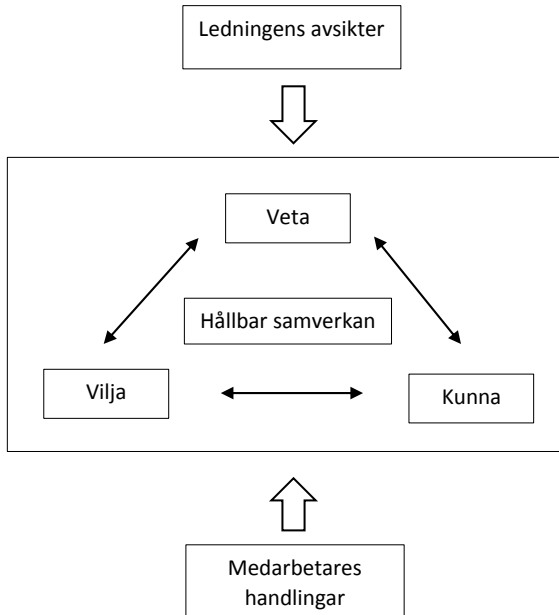 Ledningens avsikter
Veta
Hållbar samverkan
Vilja
Kunna
Medarbetares
handlingar